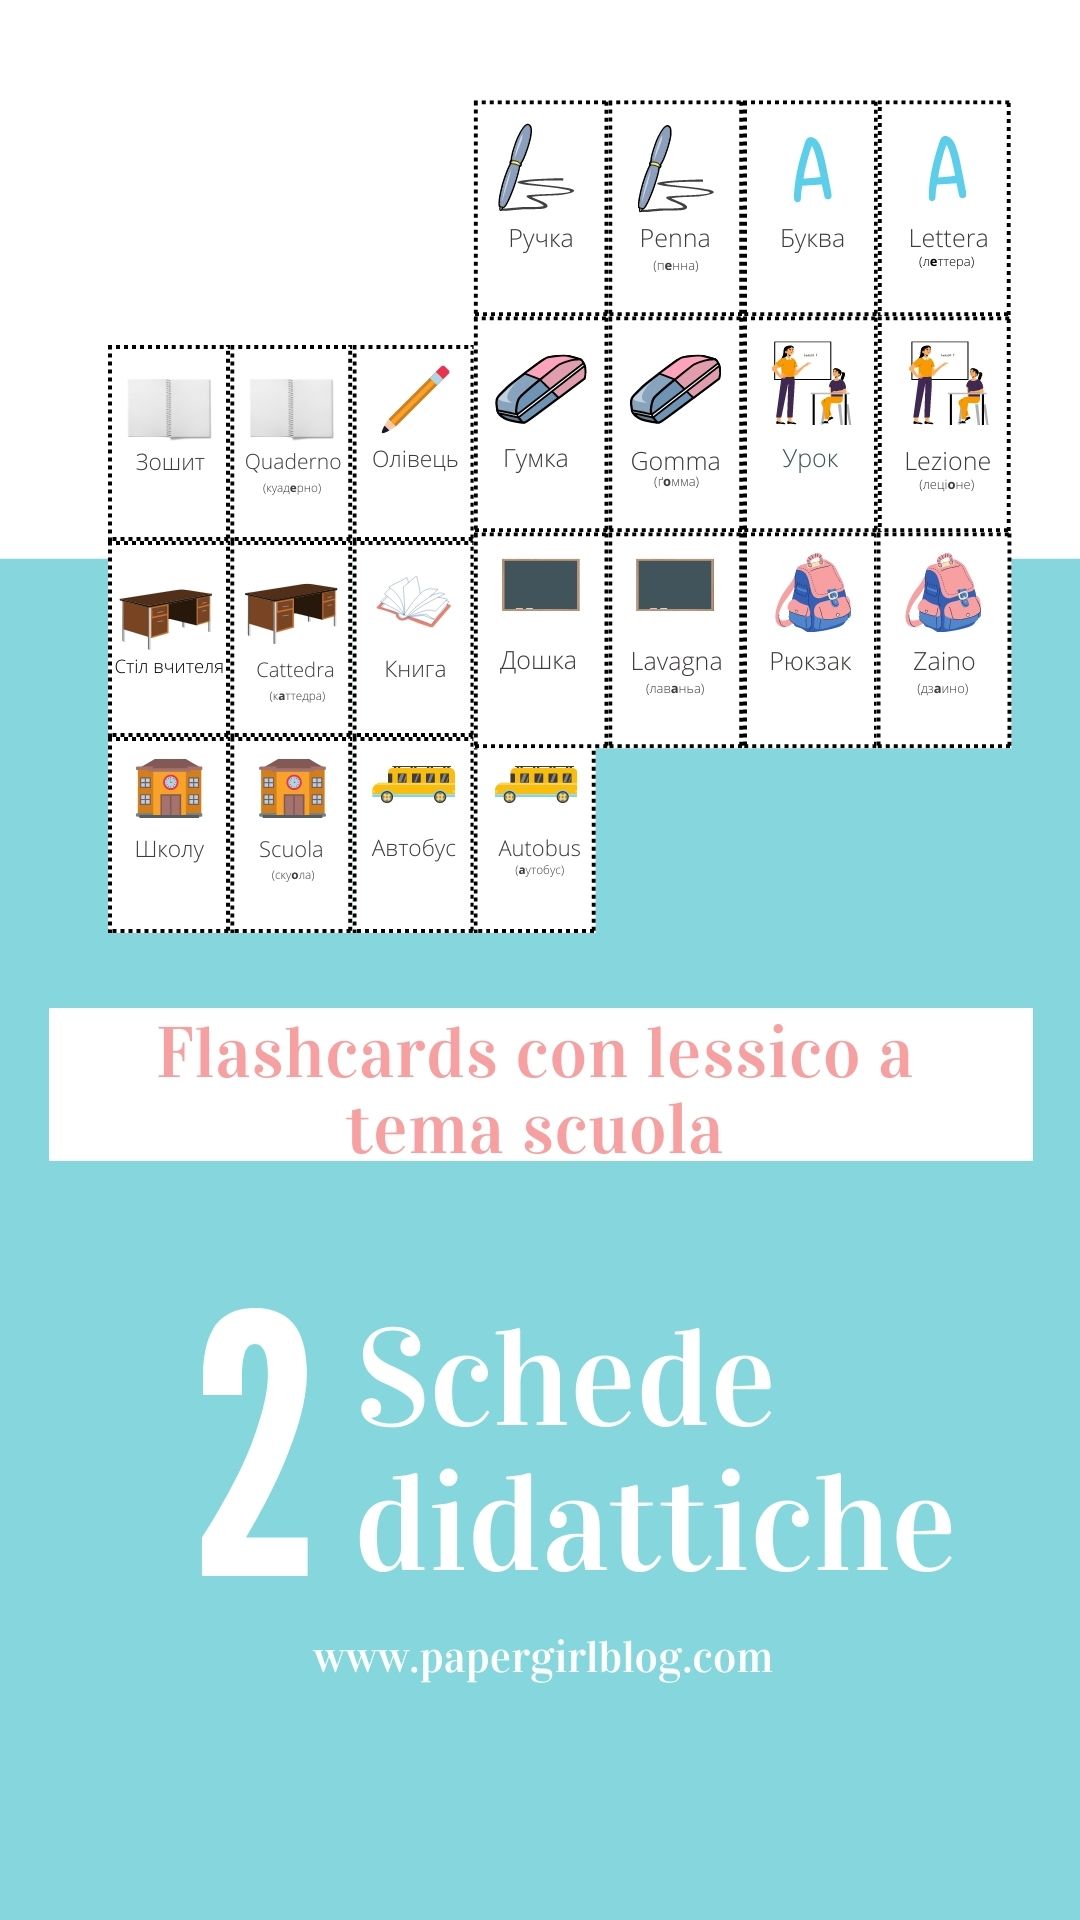 Ручка
Penna
(пенна)
Буква
Lettera
(леттера)
Гумка
Gomma
(ґомма)
Урок
Lezione
(леціоне)
Зошит
Quaderno
(куадерно)
Олівець
Дошка
Lavagna
(лаванья)
Рюкзак
Zaino
(дзаино)
Стіл вчителя
Cattedra
(каттедра)
Книга
Школу
Scuola
(скуола)
Автобус
Autobus
(аутобус)
Flashcards con lessico a
tema scuola
2 Schede
didattiche
www.papergirlblog.com